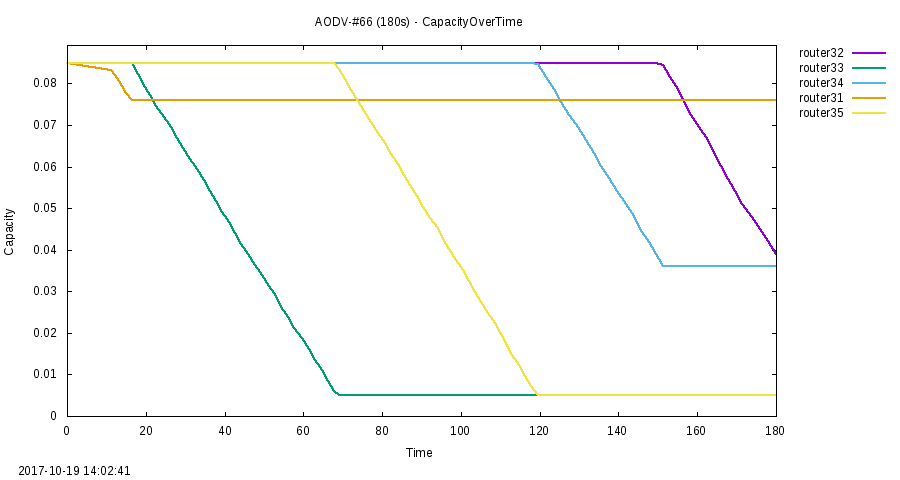 AODV-#66 (180s) - CapacityOverTime
router32
router33
router34
router31
router35
Capacity
0.08
0.07
0.06
0.05
0.04
0.03
0.02
0.01
0
0 20 40 60 80 100 120 140 160 180
Time
2017-10-19 14:02:41